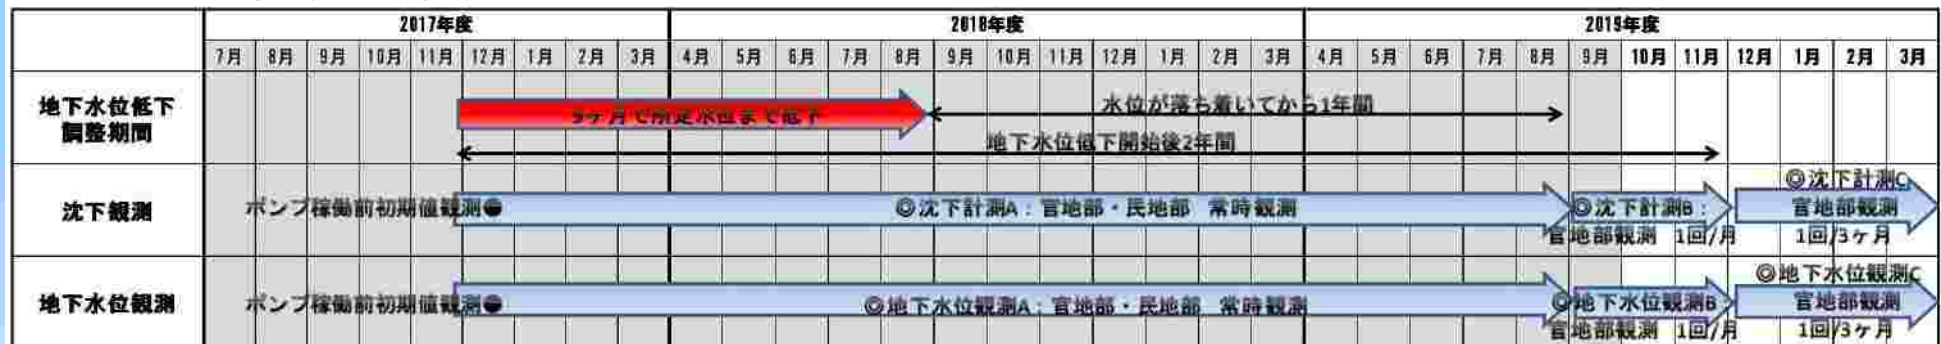 2017年度 2018年度 2019年度
7月 8月 9月 10月 11月 12月 1月 2月 3月 4月 5月 6月 7月 8月 9月 10月 11月 12月 1月 2月 3月 4月 5月 6月 7月 8月 9月 10月 11月 12月 1月 2月 3月
地下水位低下
調整期間
9ヶ月で所定水位まで低下
水位が落ち着いてから1年間
地下水位低下開始後2年間
沈下観測
ポンプ稼働前初期値観測●
◎沈下計測A：官地部・民地部 常時観測
◎沈下計測B：
官地部観測 1回/月
◎沈下計測C
官地部観測
1回/3ヶ月
地下水位観測
ポンプ稼働前初期値観測●
◎地下水位観測A：官地部・民地部 常時観測
◎地下水位観測B：
官地部観測 1回/月
◎地下水位観測C
官地部観測
1回/3ヶ月